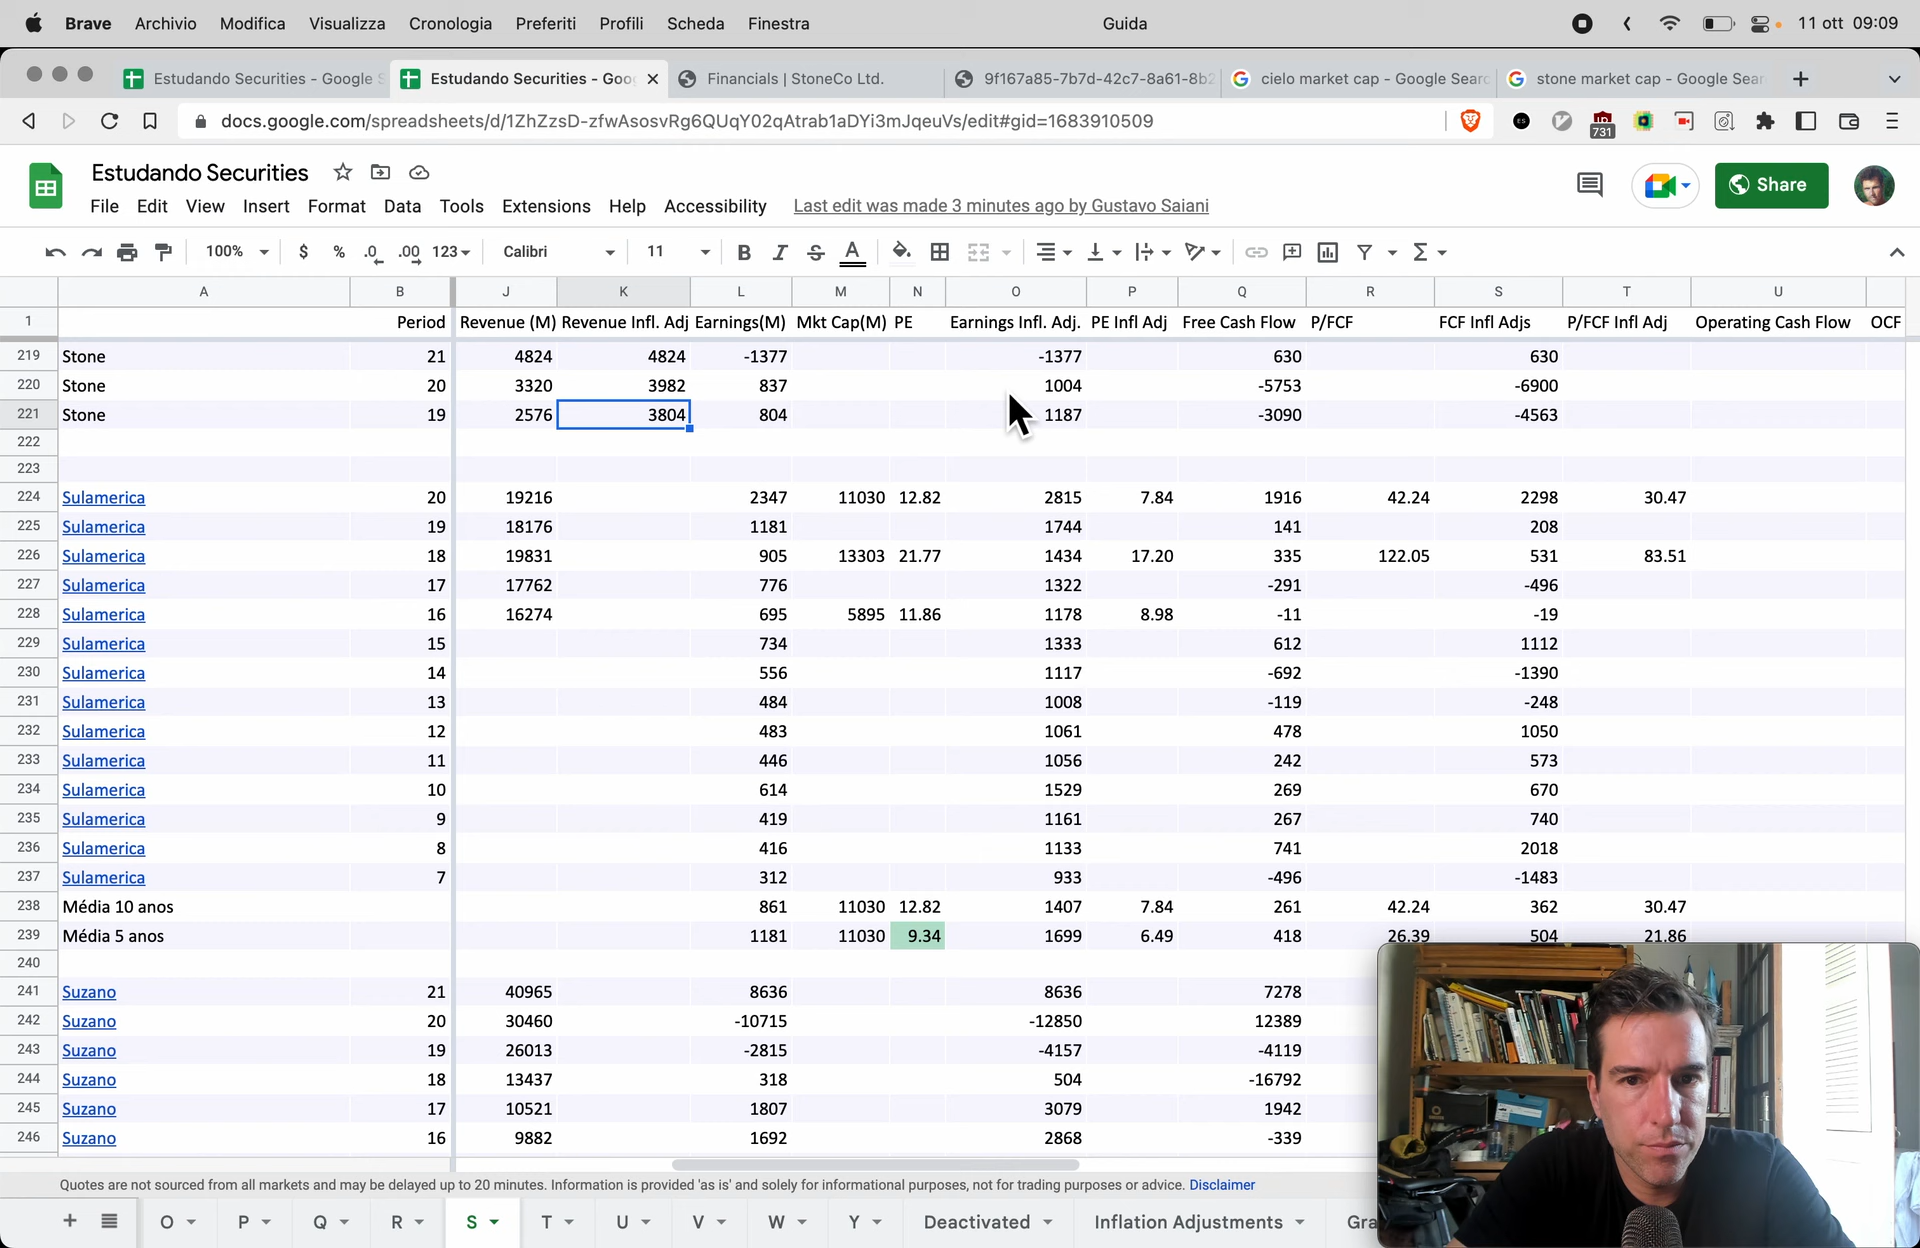 Brave Archivio Modifica Visualizza Cronologia Preferiti Profili Scheda Finestra Guida 11 ott 09:09
Estudando Securities - Google S Estudando Securities - Goo Financials | StoneCo Ltd. 9f167a85-7b7d-42c7-8a61-8b2 cielo market cap - Google Searc stone market cap - Google Sear
docs.google.com/spreadsheets/d/1ZhZzsD-zfwAsosvRg6QUqY02qAtrab1aDYi3mJqeuVs/edit#gid=1683910509 731
Estudando Securities Share
File Edit View Insert Format Data Tools Extensions Help Accessibility Last edit was made 3 minutes ago by Gustavo Saiani
100% $ % .0 .00 123 Calibri 11 B I S A
A B J K L M N O P Q R S T U
1 Period Revenue (M) Revenue Infl. Adj Earnings(M) Mkt Cap(M) PE Earnings Infl. Adj. PE Infl Adj Free Cash Flow P/FCF FCF Infl Adjs P/FCF Infl Adj Operating Cash Flow OCF
219 Stone 21 4824 4824 -1377 -1377 630 630
220 Stone 20 3320 3982 837 1004 -5753 -6900
221 Stone 19 2576 3804 804 1187 -3090 -4563
222
223
224 Sulamerica 20 19216 2347 11030 12.82 2815 7.84 1916 42.24 2298 30.47
225 Sulamerica 19 18176 1181 1744 141 208
226 Sulamerica 18 19831 905 13303 21.77 1434 17.20 335 122.05 531 83.51
227 Sulamerica 17 17762 776 1322 -291 -496
228 Sulamerica 16 16274 695 5895 11.86 1178 8.98 -11 -19
229 Sulamerica 15 734 1333 612 1112
230 Sulamerica 14 556 1117 -692 -1390
231 Sulamerica 13 484 1008 -119 -248
232 Sulamerica 12 483 1061 478 1050
233 Sulamerica 11 446 1056 242 573
234 Sulamerica 10 614 1529 269 670
235 Sulamerica 9 419 1161 267 740
236 Sulamerica 8 416 1133 741 2018
237 Sulamerica 7 312 933 -496 -1483
238 Média 10 anos 861 11030 12.82 1407 7.84 261 42.24 362 30.47
239 Média 5 anos 1181 11030 9.34 1699 6.49 418 26.39 504 21.86
240
241 Suzano 21 40965 8636 8636 7278
242 Suzano 20 30460 -10715 -12850 12389
243 Suzano 19 26013 -2815 -4157 -4119
244 Suzano 18 13437 318 504 -16792
245 Suzano 17 10521 1807 3079 1942
246 Suzano 16 9882 1692 2868 -339
Quotes are not sourced from all markets and may be delayed up to 20 minutes. Information is provided 'as is' and solely for informational purposes, not for trading purposes or advice. Disclaimer
O P Q R S T U V W Y Deactivated Inflation Adjustments Gra